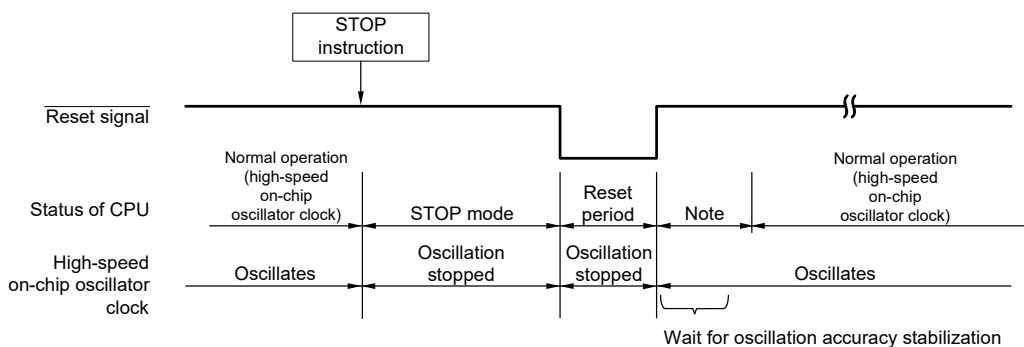 STOP
instruction
Reset signal
Normal operation
(high-speed
on-chip
oscillator clock)
Status of CPU
STOP mode
Reset
period
Note
Normal operation
(high-speed
on-chip
oscillator clock)
High-speed
on-chip oscillator
clock
Oscillates
Oscillation
stopped
Oscillation
stopped
Oscillates
Wait for oscillation accuracy stabilization